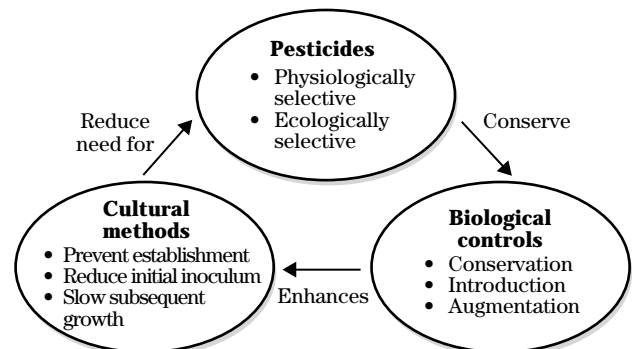 Pesticides
• Physiologically
selective
• Ecologically
selective
Reduce
need for
Conserve
Cultural
methods
• Prevent establishment
• Reduce initial inoculum
• Slow subsequent
growth
Enhances
Biological
controls
• Conservation
• Introduction
• Augmentation